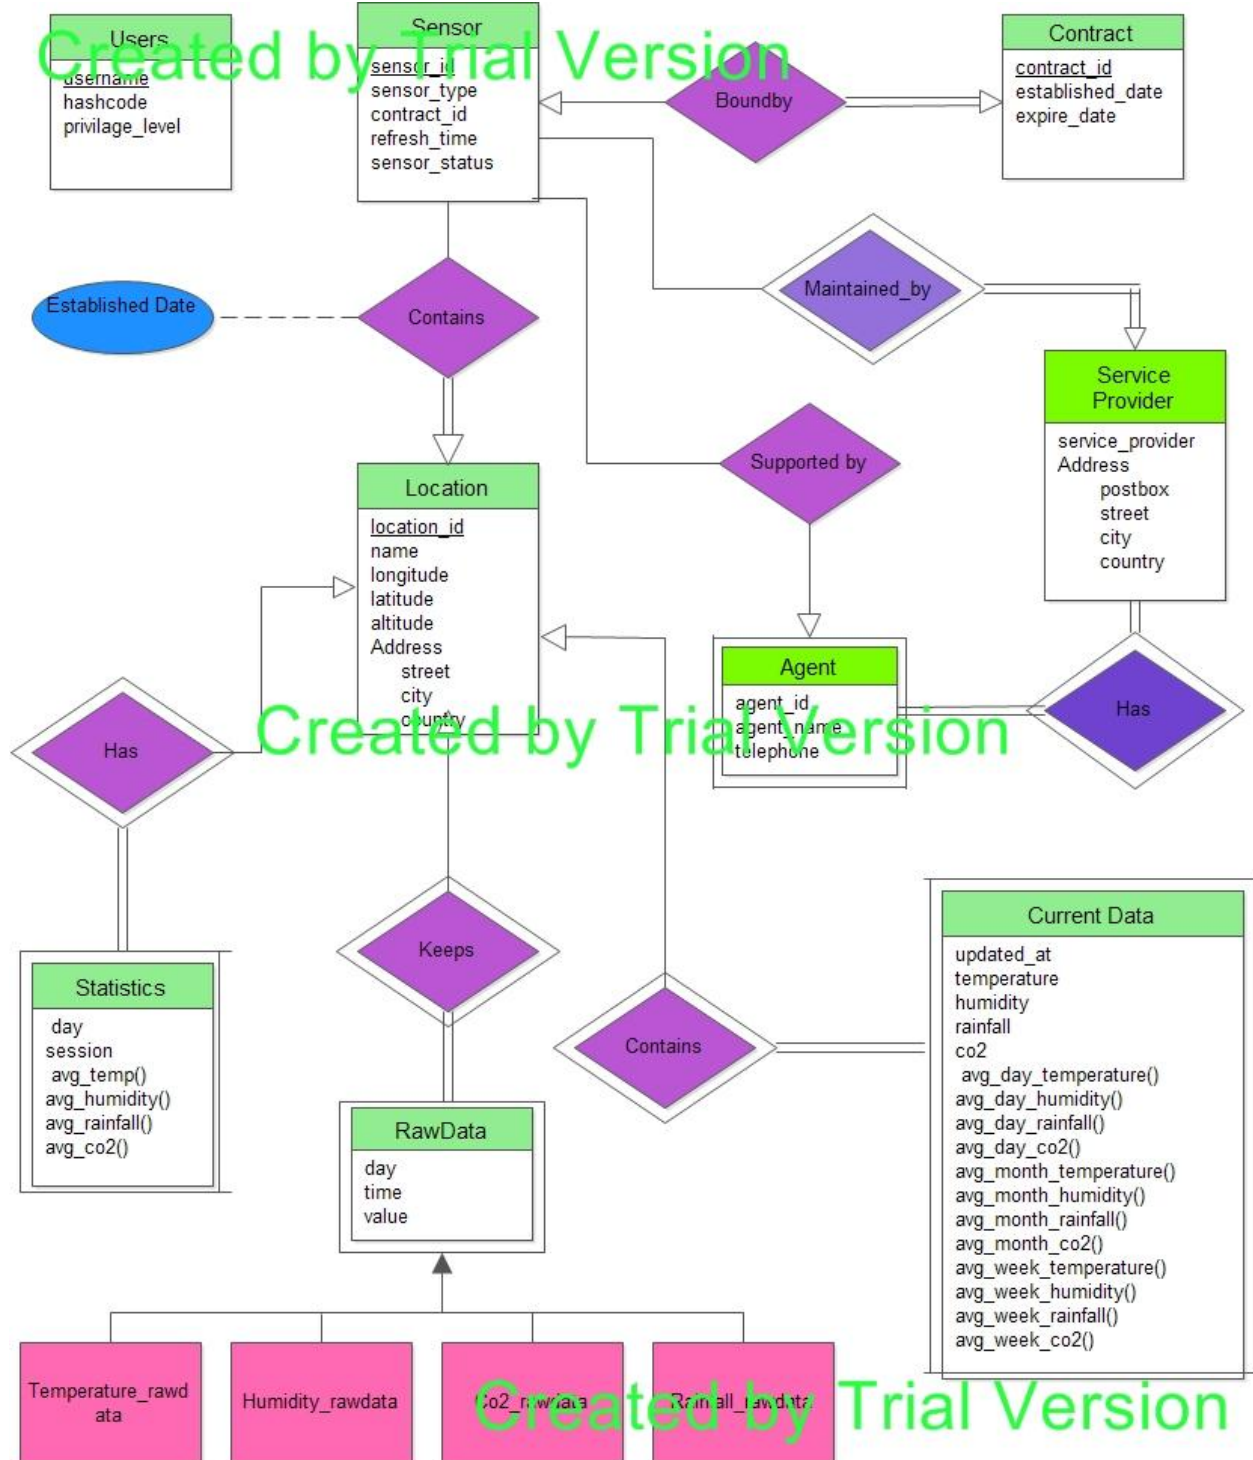 Users
username
hashcode
privilage_level
Sensor
sensor_id
sensor_type
contract_id
refresh_time
sensor_status
Boundby
Contract
contract_id
established_date
expire_date
Created by Trial Version
Established Date
Contains
Maintained_by
Service
Provider
service_provider
Address
postbox
street
city
country
Supported by
Location
location_id
name
longitude
latitude
altitude
Address
street
city
country
Agent
agent_id
agent_name
telephone
Has
Has
Created by Trial Version
Keeps
Contains
Statistics
day
session
avg_temp()
avg_humidity()
avg_rainfall()
avg_co2()
RawData
day
time
value
Current Data
updated_at
temperature
humidity
rainfall
co2
avg_day_temperature()
avg_day_humidity()
avg_day_rainfall()
avg_day_co2()
avg_month_temperature()
avg_month_humidity()
avg_month_rainfall()
avg_month_co2()
avg_week_temperature()
avg_week_humidity()
avg_week_rainfall()
avg_week_co2()
Temperature_rawd
ata
Humidity_rawdata
Co2_rawdata
Rainfall_rawdata
Created by Trial Version